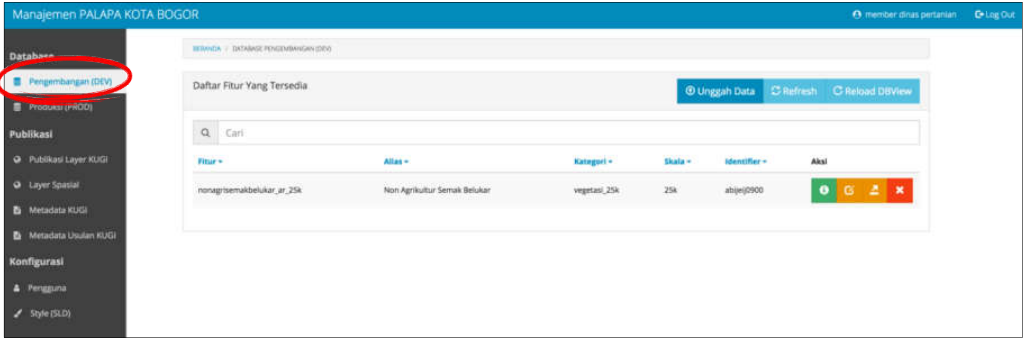 Manajemen PALAPA KOTA BOGOR
member dinas pertanian
Log Out
Database
Pengembangan (DEV)
Produksi (PROD)
Publikasi
Publikasi Layer KUGI
Layer Spasial
Metadata KUGI
Metadata Usulan KUGI
Konfigurasi
Pengguna
Style (SLD)
BERANDA / DATABASE PENGEMBANGAN (DEV)
Daftar Fitur Yang Tersedia
Unggah Data
Refresh
Reload DBView
Cari
Fitur Alias Kategori Skala Identifier Aksi
nonagrisemakbelukar_ar_25k Non Agrikultur Semak Belukar vegetasi_25k 25k abijeij0900